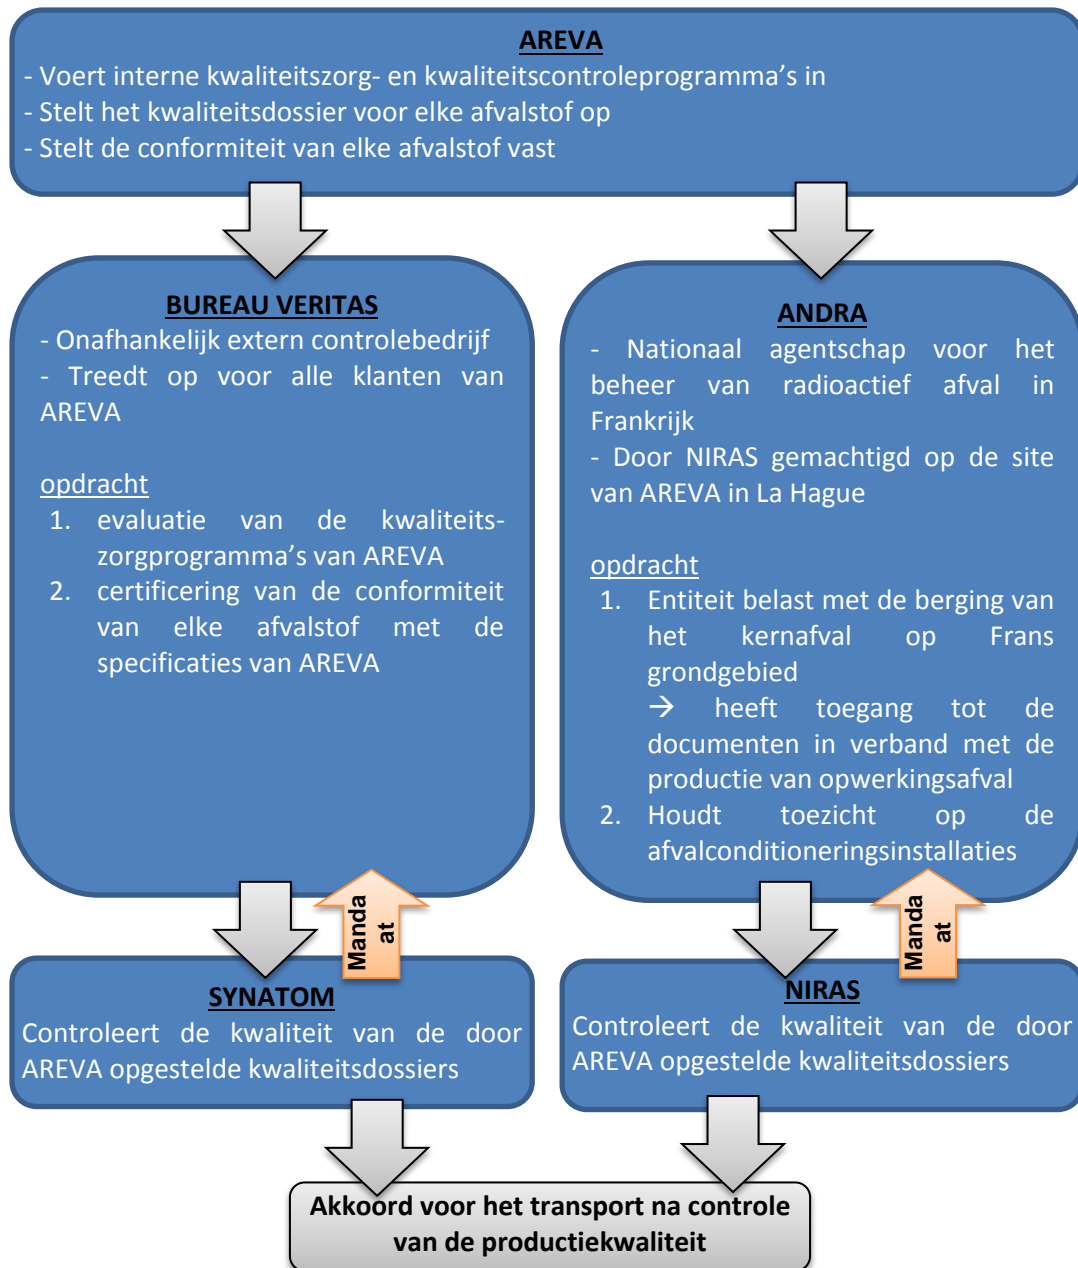 AREVA
- Voert interne kwaliteitszorg- en kwaliteitscontroleprogramma’s in
- Stelt het kwaliteitsdossier voor elke afvalstof op
- Stelt de conformiteit van elke afvalstof vast
BUREAU VERITAS
- Onafhankelijk extern controlebedrijf
- Treedt op voor alle klanten van
AREVA
opdracht
1. evaluatie van de kwaliteits-
zorgprogramma’s van AREVA
2. certificering van de conformiteit
van elke afvalstof met de
specificaties van AREVA
ANDRA
- Nationaal agentschap voor het
beheer van radioactief afval in
Frankrijk
- Door NIRAS gemachtigd op de site
van AREVA in La Hague
opdracht
1. Entiteit belast met de berging van
het kernafval op Frans
grondgebied
→ heeft toegang tot de
documenten in verband met de
productie van opwerkingsafval
2. Houdt toezicht op de
afvalconditioneringsinstallaties
Manda
at
Manda
at
SYNATOM
Controleert de kwaliteit van de door
AREVA opgestelde kwaliteitsdossiers
NIRAS
Controleert de kwaliteit van de door
AREVA opgestelde kwaliteitsdossiers
Akkoord voor het transport na controle
van de productiekwaliteit